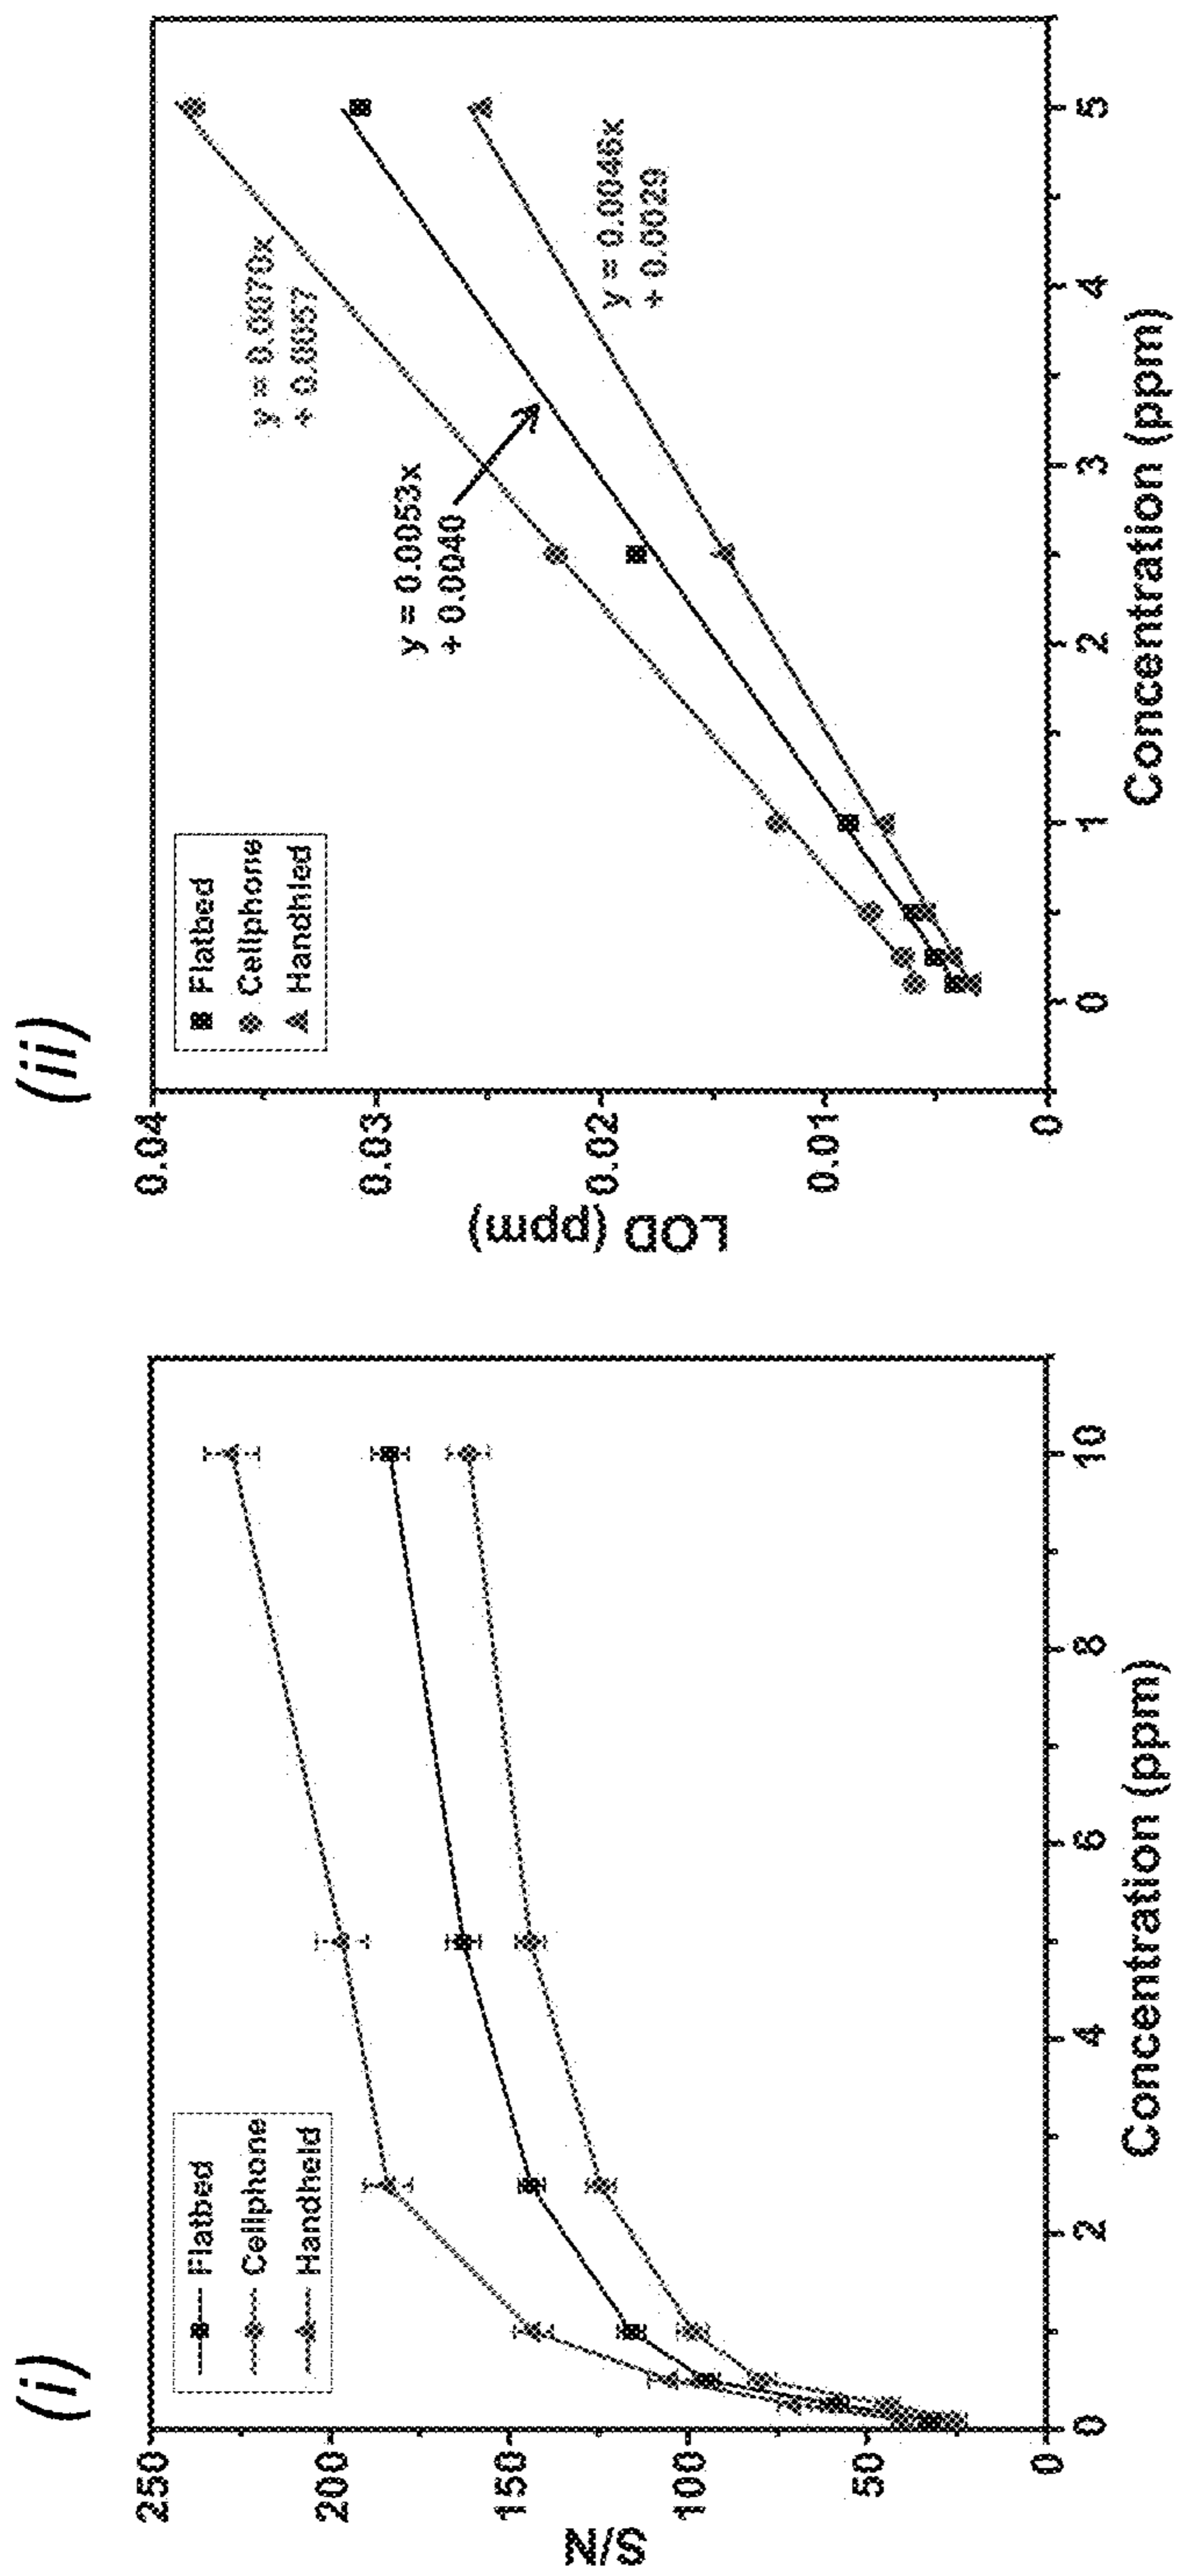 (i)
250
200
150
100
50
0
S/N
Flatbed
Cellphone
Handheld
0
2
4
6
8
10
Concentration (ppm)
(ii)
0.04
0.03
0.02
0.01
0
LOD (ppm)
Flatbed
Cellphone
Handhled
y = 0.0070x
+ 0.0057
y = 0.0053x
+ 0.0040
y = 0.0046x
+ 0.0029
0
1
2
3
4
5
Concentration (ppm)